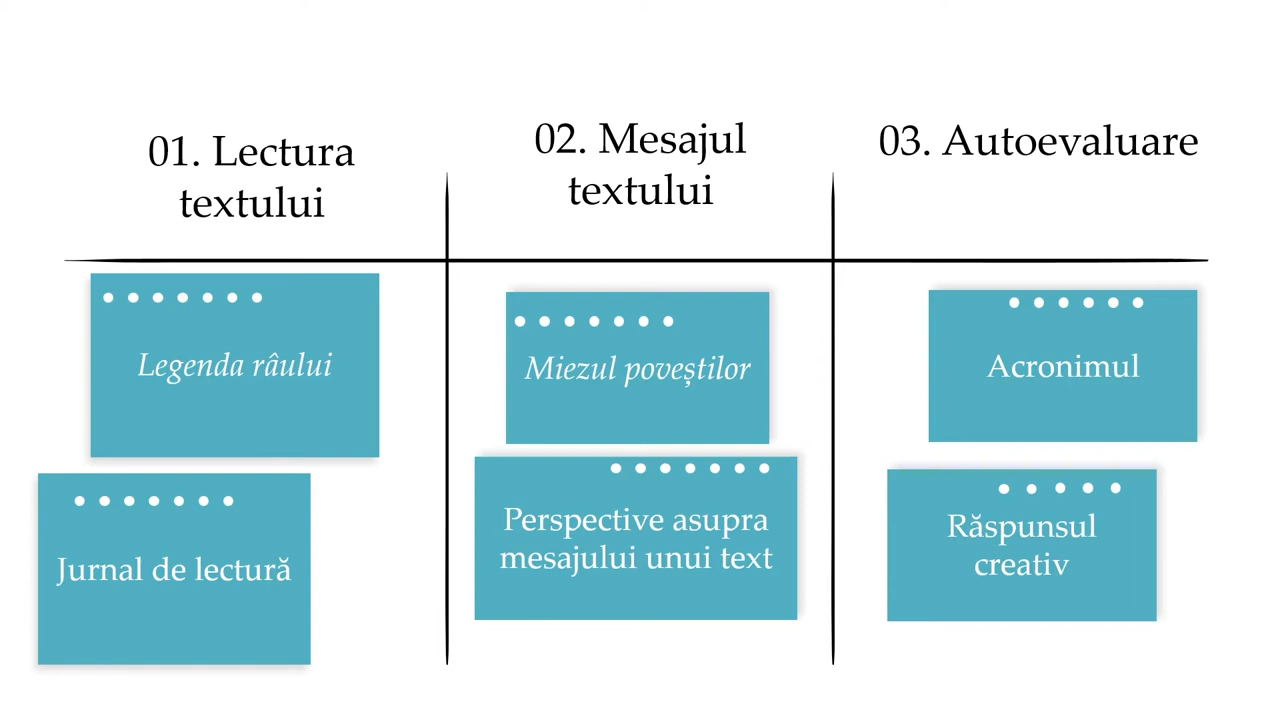 01. Lectura
textului
Legenda râului
Jurnal de lectură
02. Mesajul
textului
Miezul poveștilor
Perspective asupra
mesajului unui text
03. Autoevaluare
Acronimul
Răspunsul
creativ